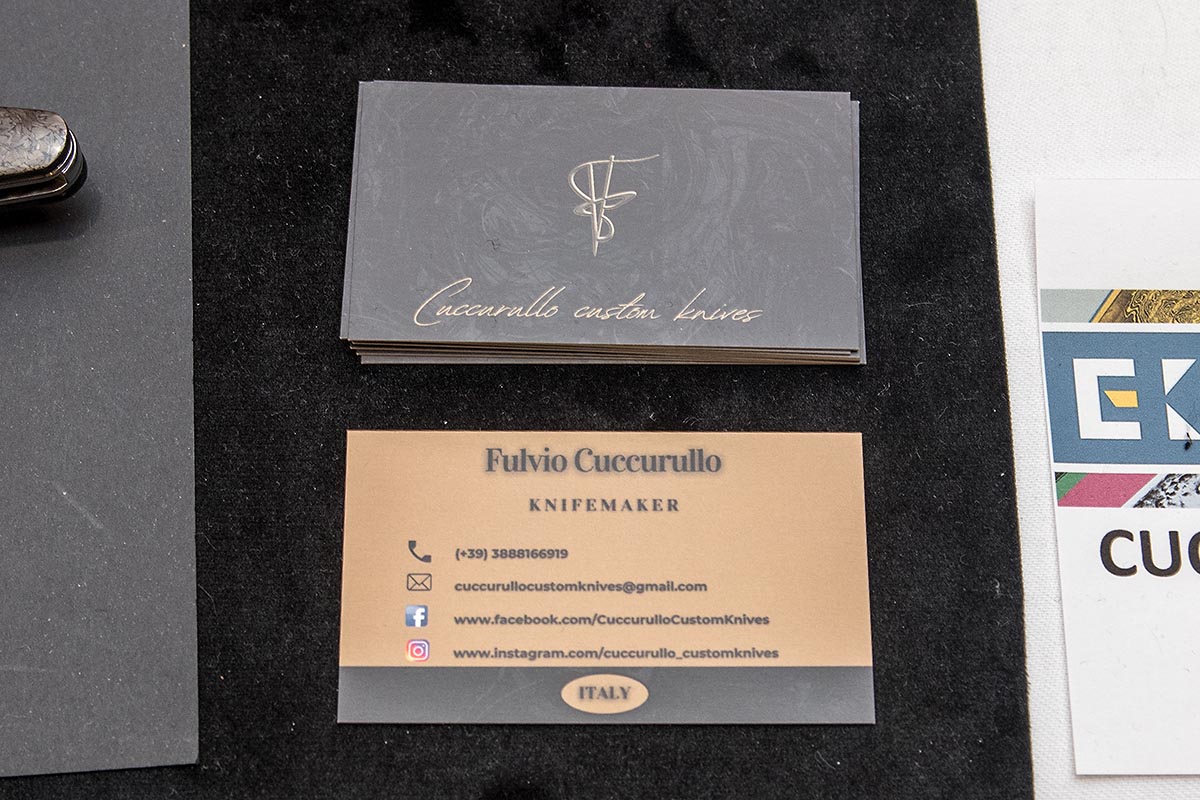 Cuccurullo custom knives
Fulvio Cuccurullo
KNIFEMAKER
(+39) 3888166919
cuccurullocustomknives@gmail.com
www.facebook.com/CuccurulloCustomKnives
www.instagram.com/cuccurullo_customknives
ITALY
EK
CUC